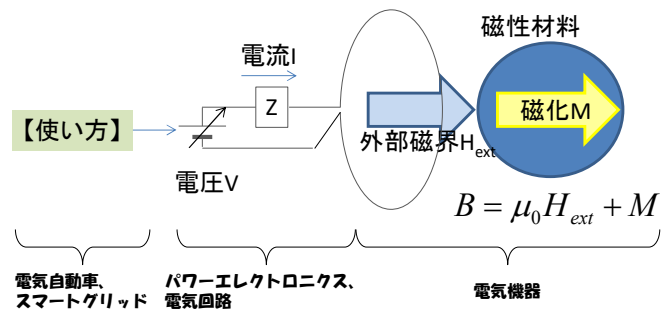 磁性材料
電流I
Z
【使い方】
磁化M
外部磁界H_ext
電圧V
B = μ₀H_ext + M
電気自動車、
スマートグリッド
パワーエレクトロニクス、
電気回路
電気機器